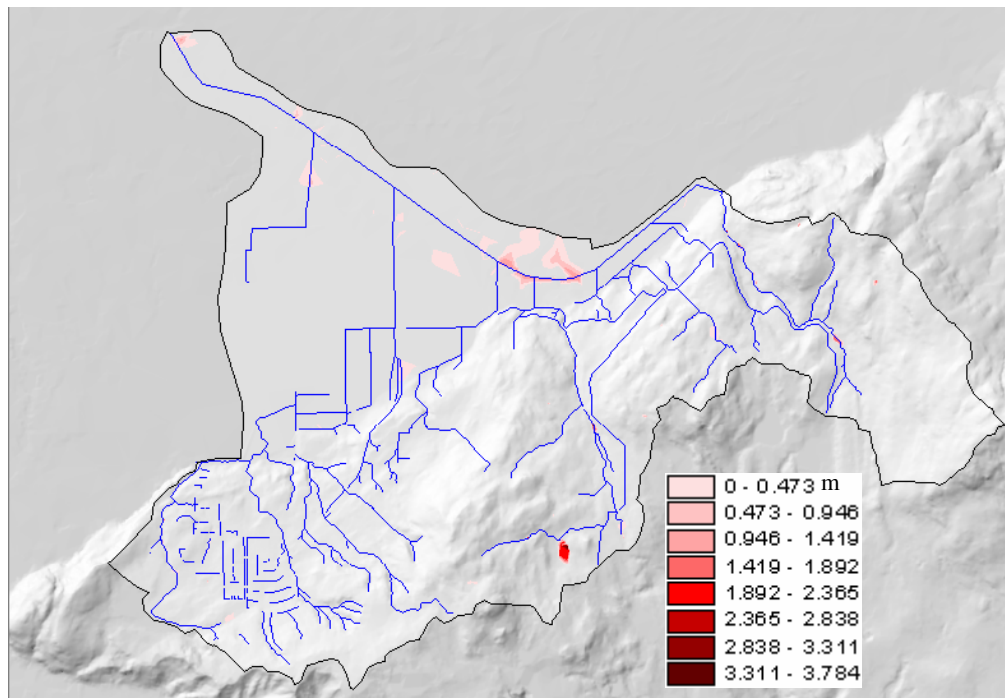 0 - 0.473 m
0.473 - 0.946
0.946 - 1.419
1.419 - 1.892
1.892 - 2.365
2.365 - 2.838
2.838 - 3.311
3.311 - 3.784